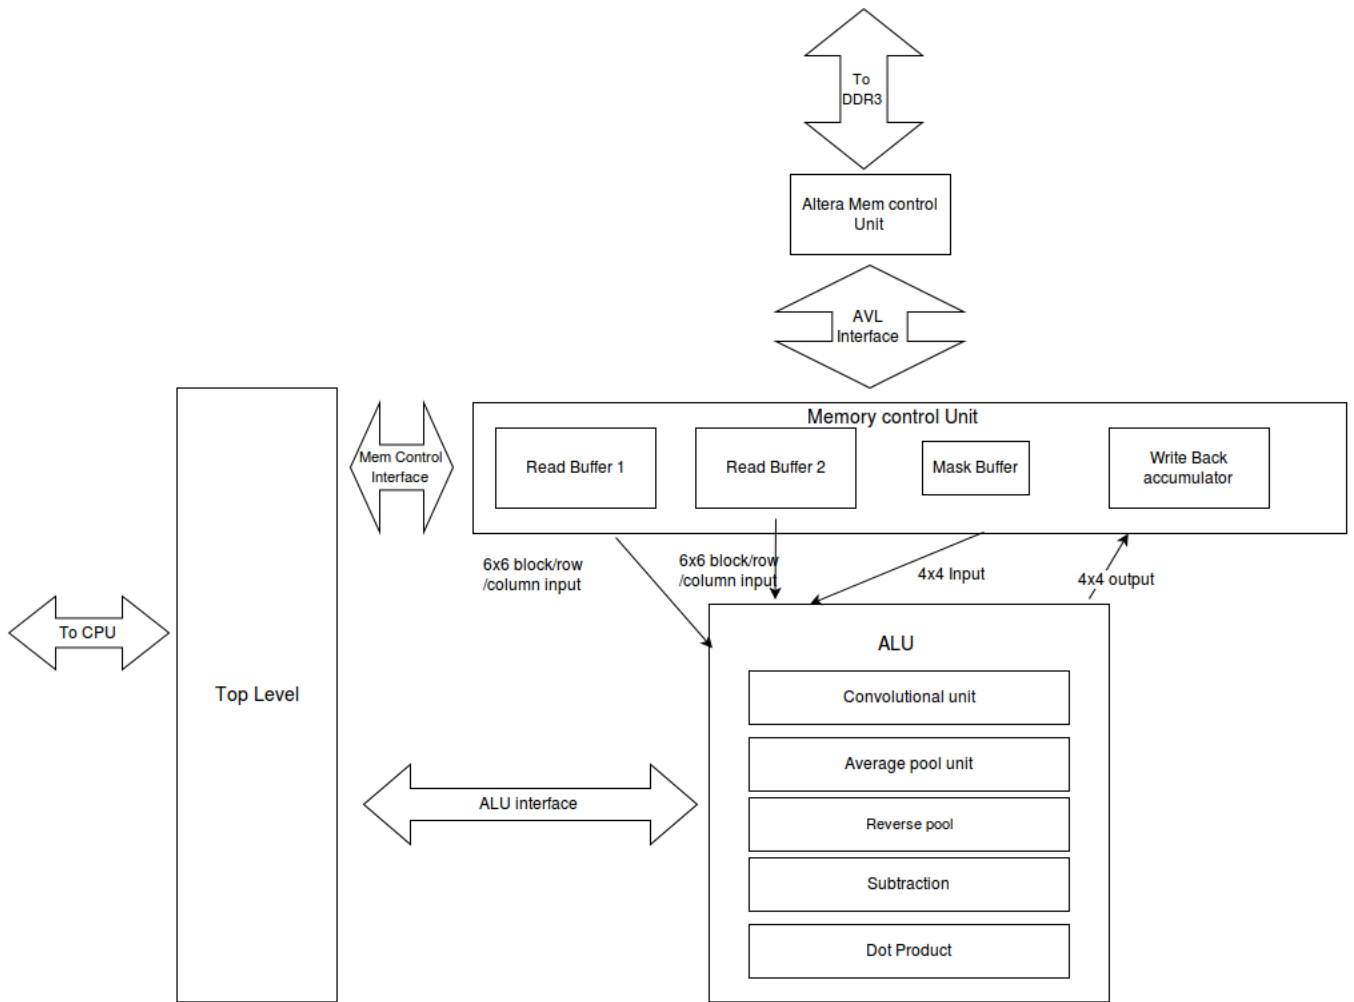 To
DDR3
Altera Mem control
Unit
AVL
Interface
Memory control Unit
Mem Control
Interface
Read Buffer 1
Read Buffer 2
Mask Buffer
Write Back
accumulator
6x6 block/row
/column input
6x6 block/row
/column input
4x4 Input
4x4 output
To CPU
Top Level
ALU
Convolutional unit
Average pool unit
ALU interface
Reverse pool
Subtraction
Dot Product